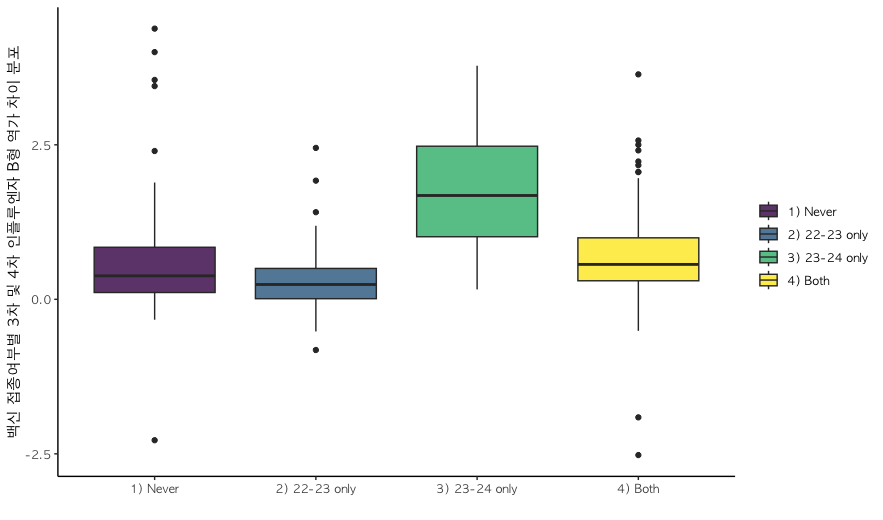 백신 접종여부별 3차 및 4차 인플루엔자 B형 역가 차이 분포
2.5
0.0
-2.5
1) Never
2) 22-23 only
3) 23-24 only
4) Both
1) Never
2) 22-23 only
3) 23-24 only
4) Both